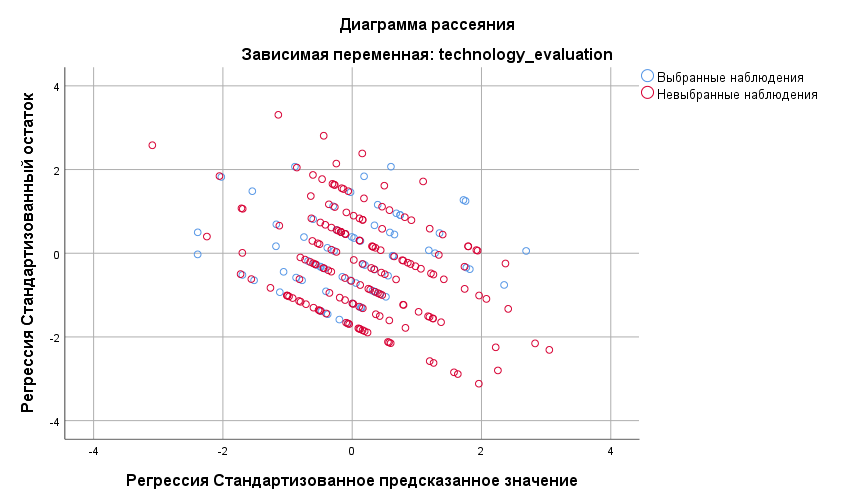 Диаграмма рассеяния
Зависимая переменная: technology_evaluation
Выбранные наблюдения
Невыбранные наблюдения
Регрессия Стандартизованный остаток
4
2
0
-2
-4
-4
-2
0
2
4
Регрессия Стандартизованное предсказанное значение